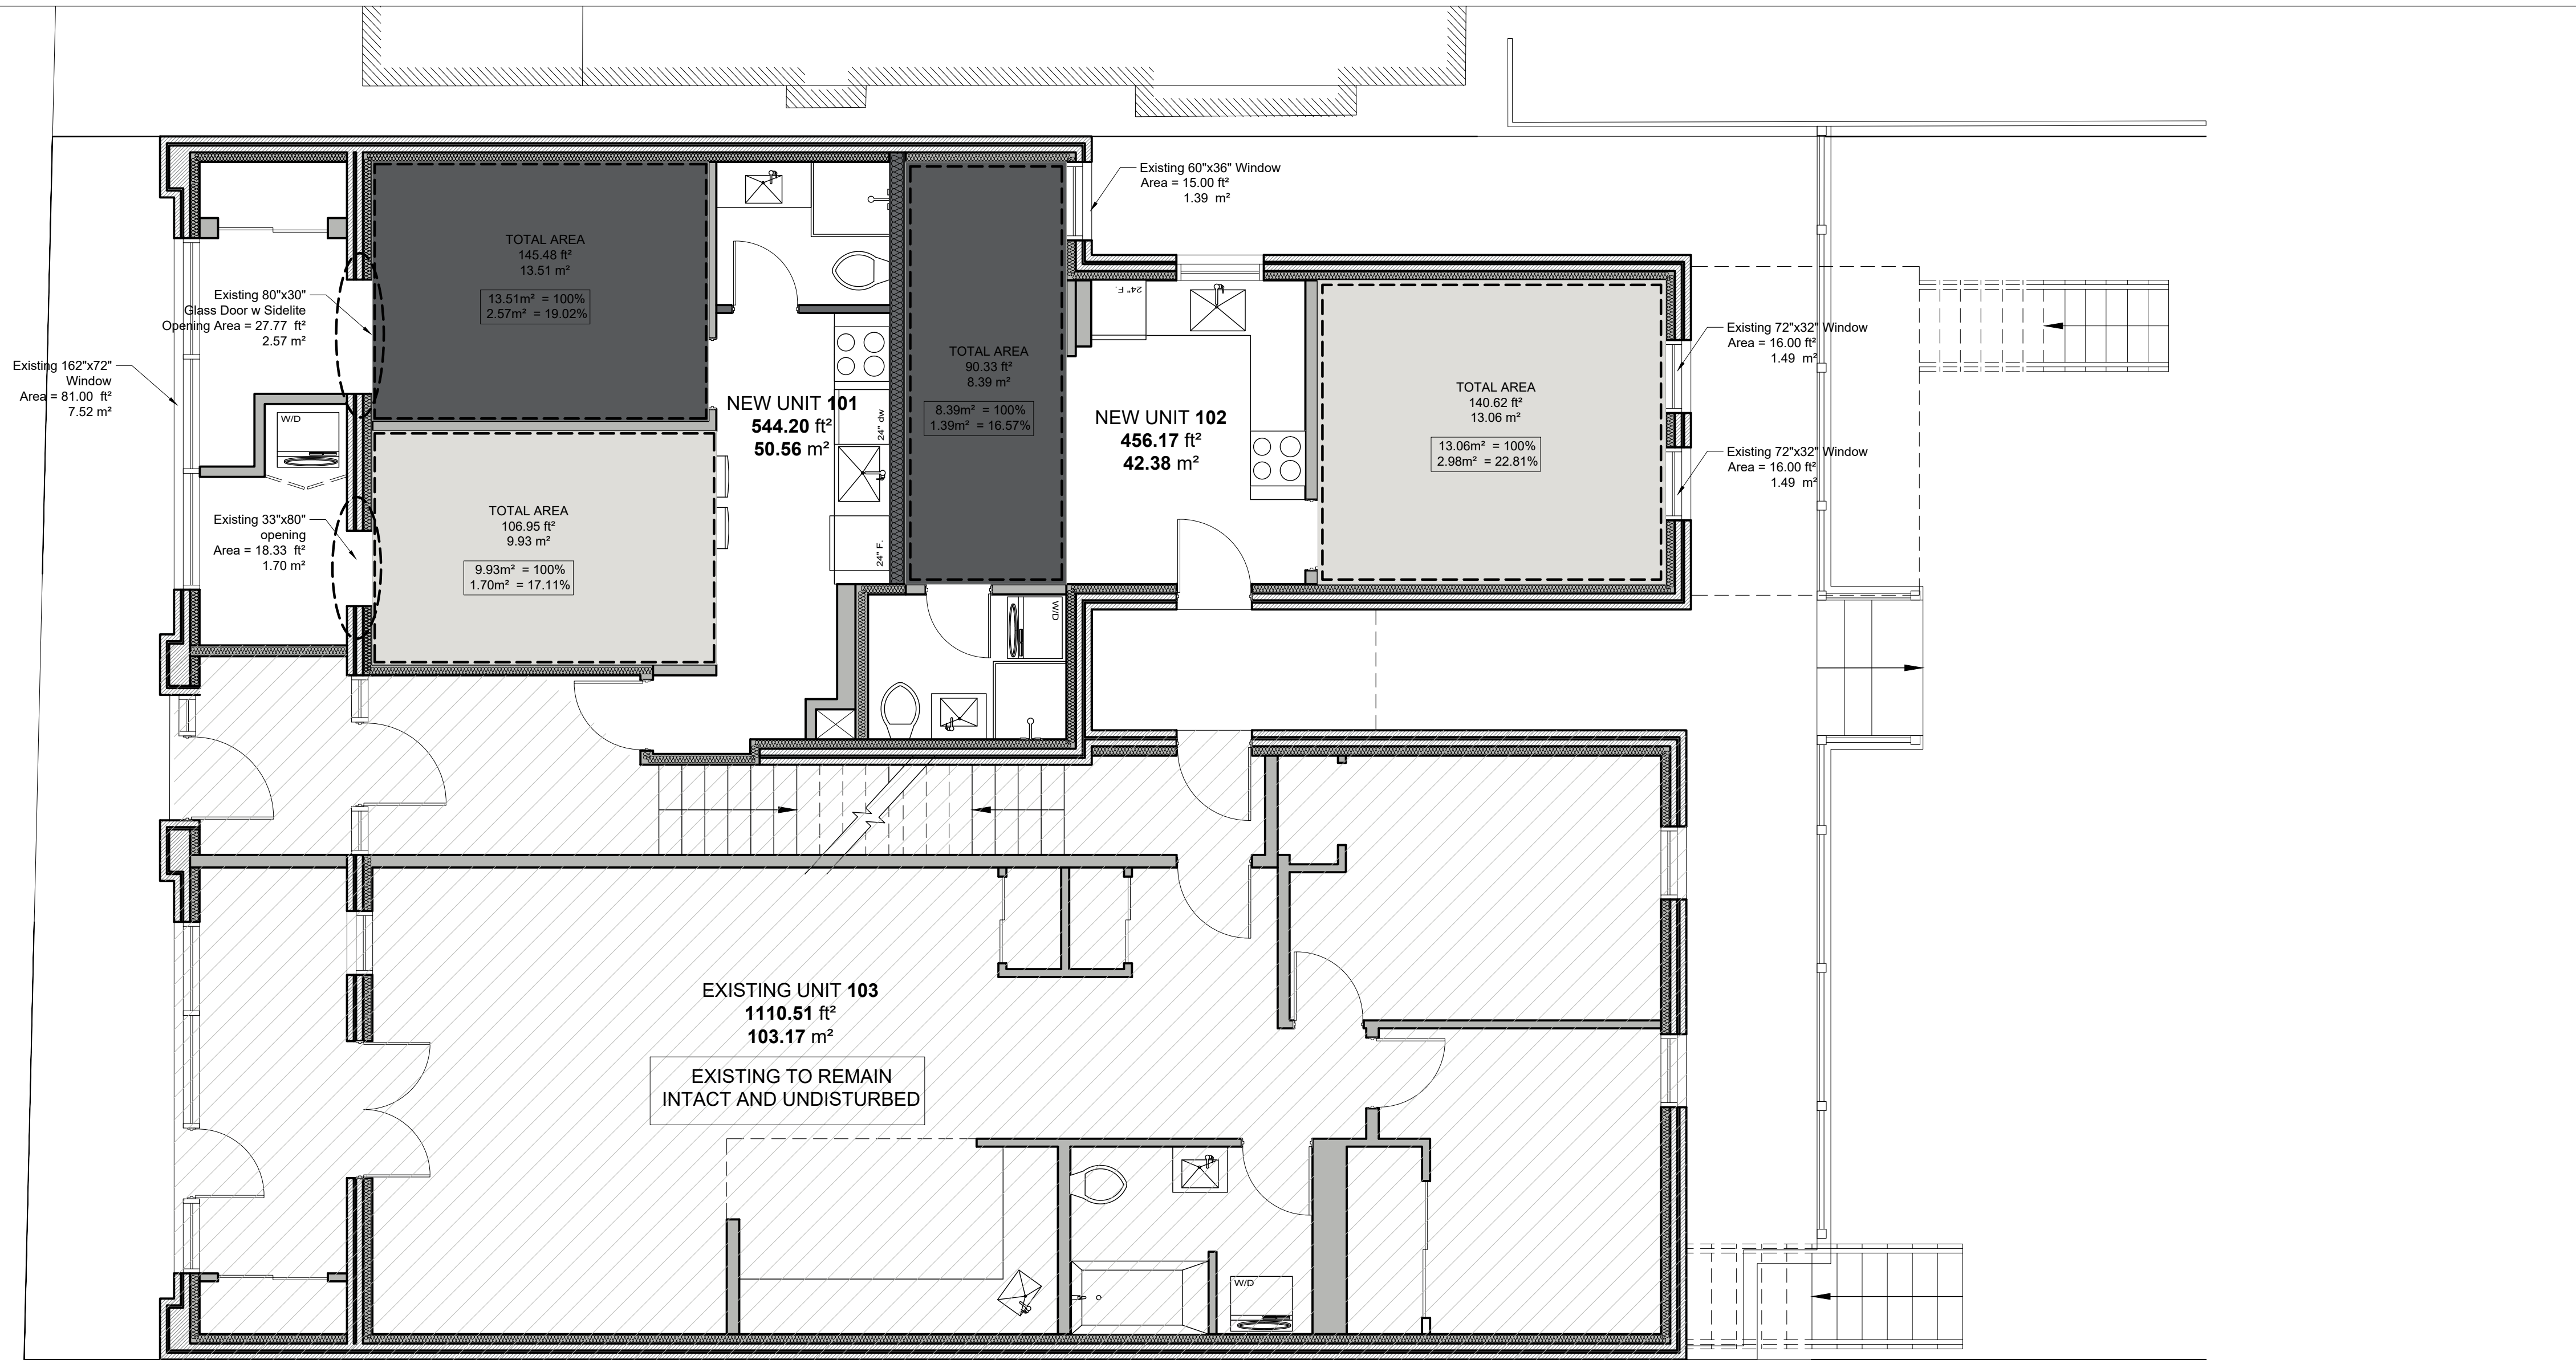 Existing 60"x36" Window
Area = 15.00 ft²
1.39 m²
TOTAL AREA
145.48 ft²
13.51 m²
13.51m² = 100%
2.57m² = 19.02%
Existing 80"x30"
Glass Door w Sidelite
Opening Area = 27.77 ft²
2.57 m²
Existing 162"x72"
Window
Area = 81.00 ft²
7.52 m²
W/D
Existing 33"x80"
opening
Area = 18.33 ft²
1.70 m²
TOTAL AREA
106.95 ft²
9.93 m²
9.93m² = 100%
1.70m² = 17.11%
NEW UNIT 101
544.20 ft²
50.56 m²
24" dw
24" F.
TOTAL AREA
90.33 ft²
8.39 m²
8.39m² = 100%
1.39m² = 16.57%
W/D
24" F.
NEW UNIT 102
456.17 ft²
42.38 m²
TOTAL AREA
140.62 ft²
13.06 m²
13.06m² = 100%
2.98m² = 22.81%
Existing 72"x32" Window
Area = 16.00 ft²
1.49 m²
Existing 72"x32" Window
Area = 16.00 ft²
1.49 m²
EXISTING UNIT 103
1110.51 ft²
103.17 m²
EXISTING TO REMAIN
INTACT AND UNDISTURBED
W/D